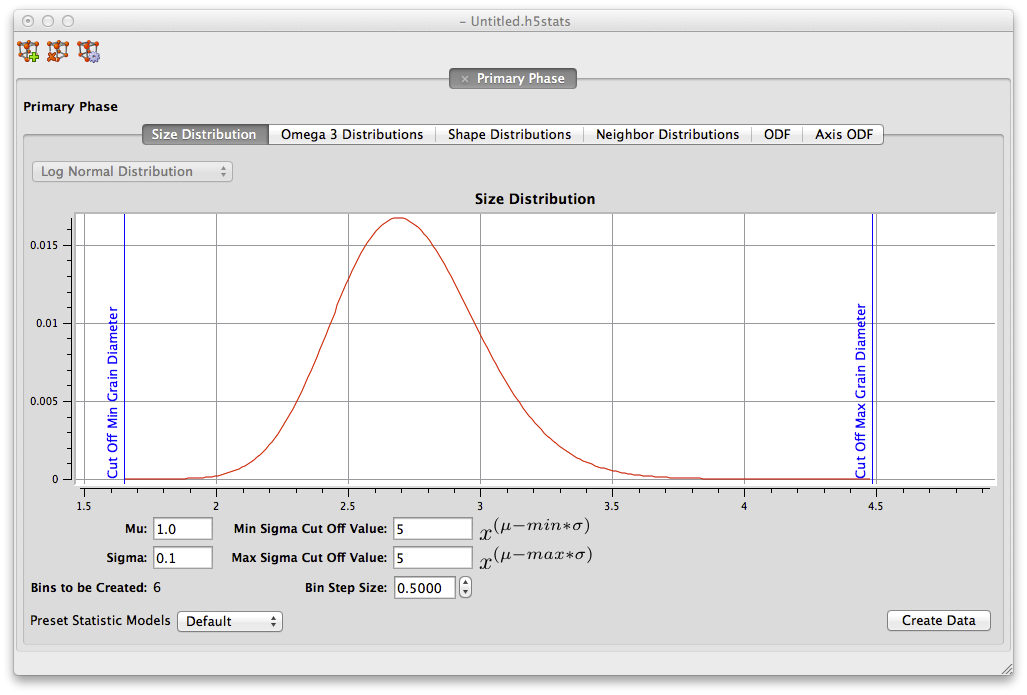 – Untitled.h5stats
× Primary Phase
Primary Phase
Size Distribution Omega 3 Distributions Shape Distributions Neighbor Distributions ODF Axis ODF
Log Normal Distribution
Size Distribution
0.015
0.01
0.005
0
Cut Off Min Grain Diameter
Cut Off Max Grain Diameter
1.5 2 2.5 3 3.5 4 4.5
Mu: 1.0 Min Sigma Cut Off Value: 5 x^(μ−min∗σ)
Sigma: 0.1 Max Sigma Cut Off Value: 5 x^(μ−max∗σ)
Bins to be Created: 6 Bin Step Size: 0.5000
Preset Statistic Models Default Create Data